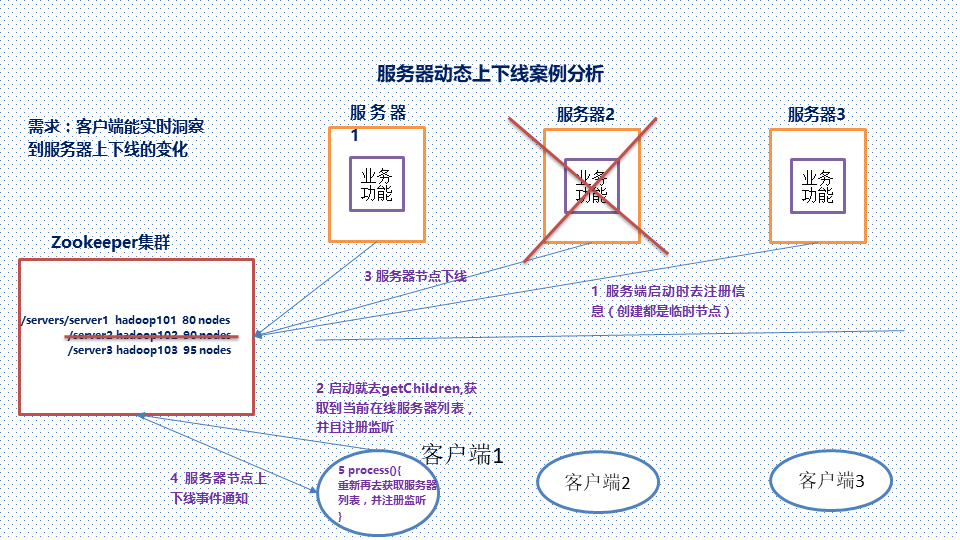 服务器动态上下线案例分析
需求：客户端能实时洞察
到服务器上下线的变化
服务器
1
服务器2
服务器3
业务
功能
业务
功能
业务
功能
Zookeeper集群
3 服务器节点下线
1 服务端启动时去注册信
息（创建都是临时节点）
/servers/server1 hadoop101 80 nodes
/server2 hadoop102 90 nodes
/server3 hadoop103 95 nodes
2 启动就去getChildren,获
取到当前在线服务器列表，
并且注册监听
客户端1
4 服务器节点上
下线事件通知
5 process(){
重新再去获取服务器
列表，并注册监听
}
客户端2
客户端3